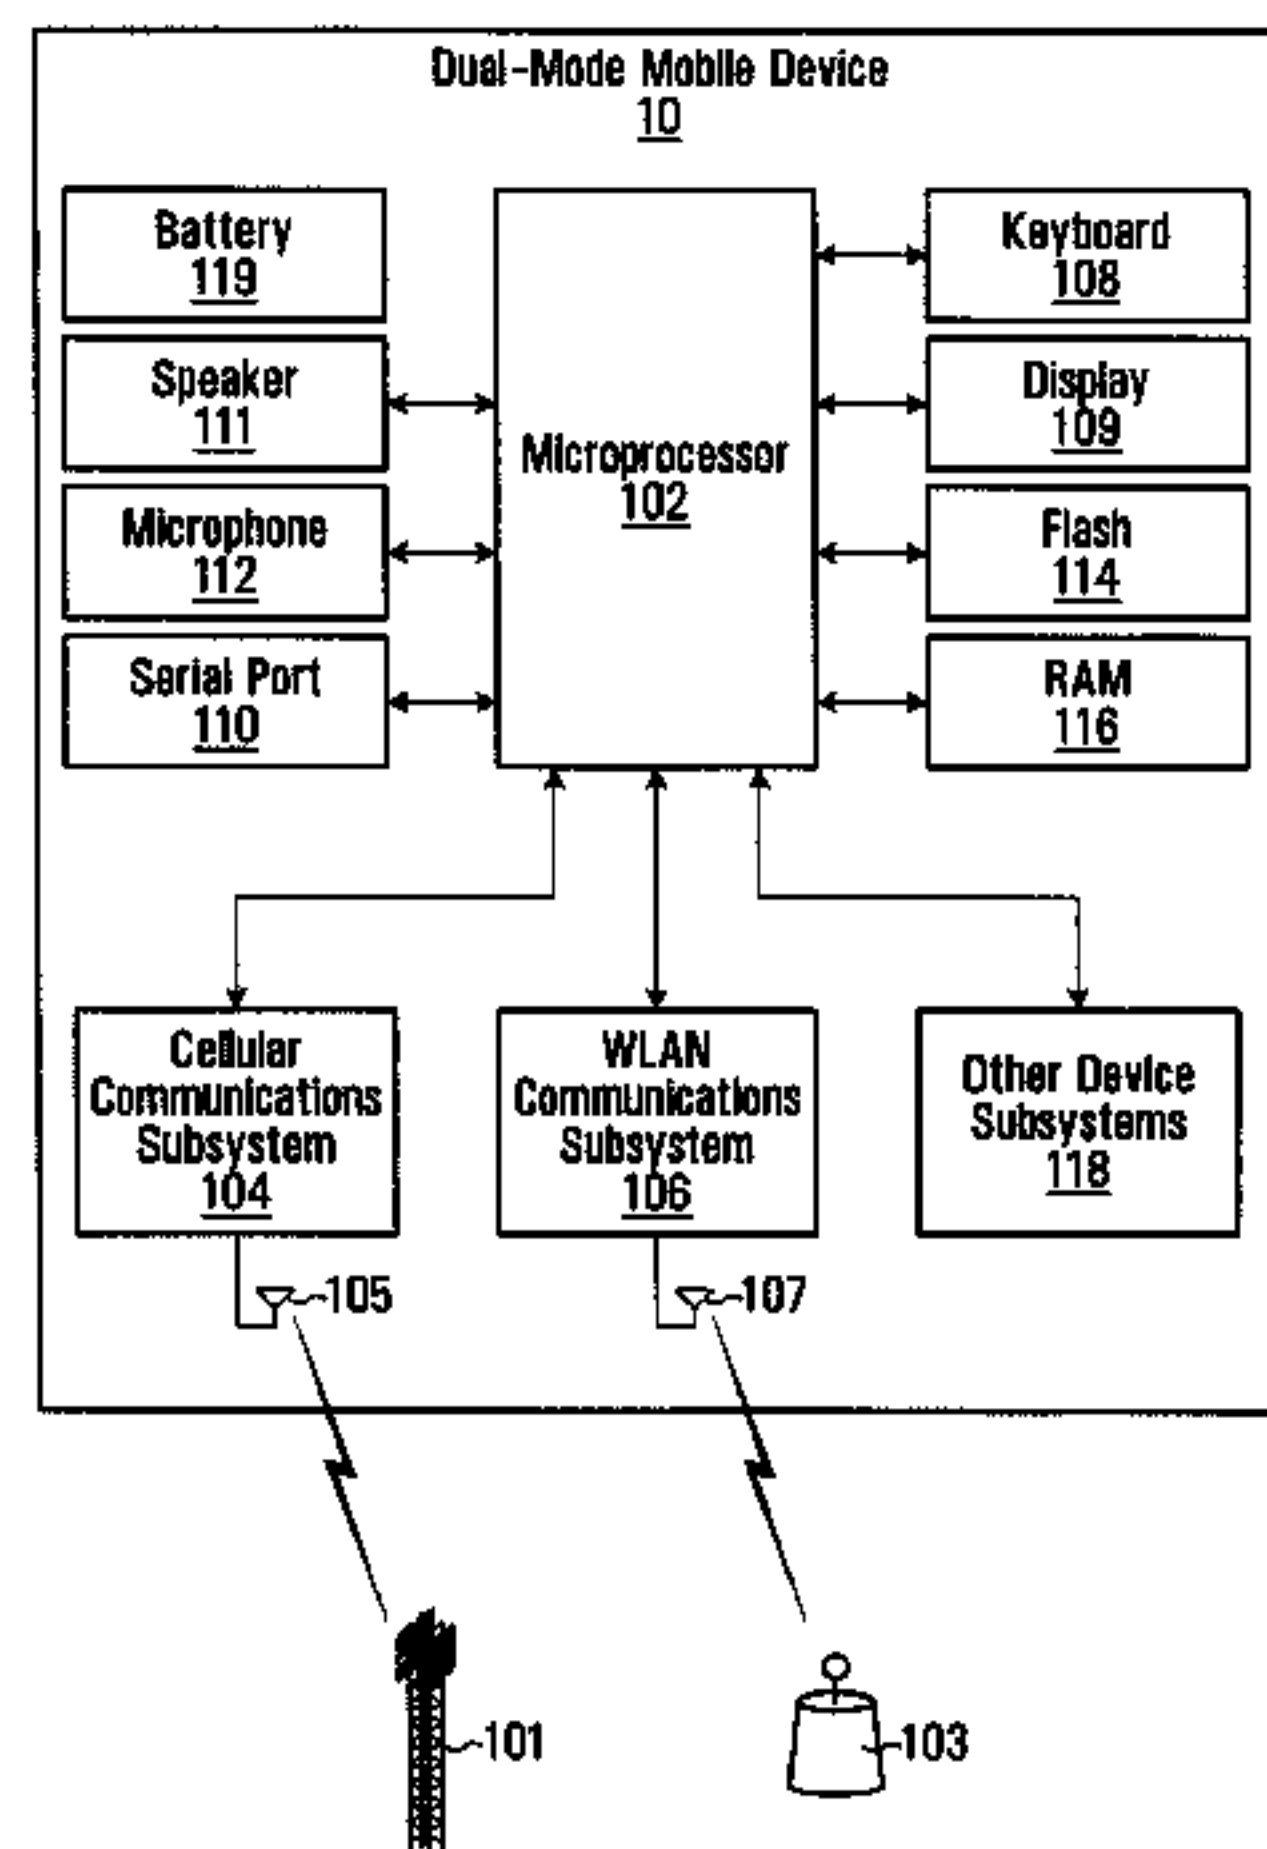 Dual-Mode Mobile Device
10
Battery
119
Speaker
111
Microphone
112
Serial Port
110
Microprocessor
102
Keyboard
108
Display
109
Flash
114
RAM
116
Cellular
Communications
Subsystem
104
WLAN
Communications
Subsystem
106
Other Device
Subsystems
118
105
107
101
103